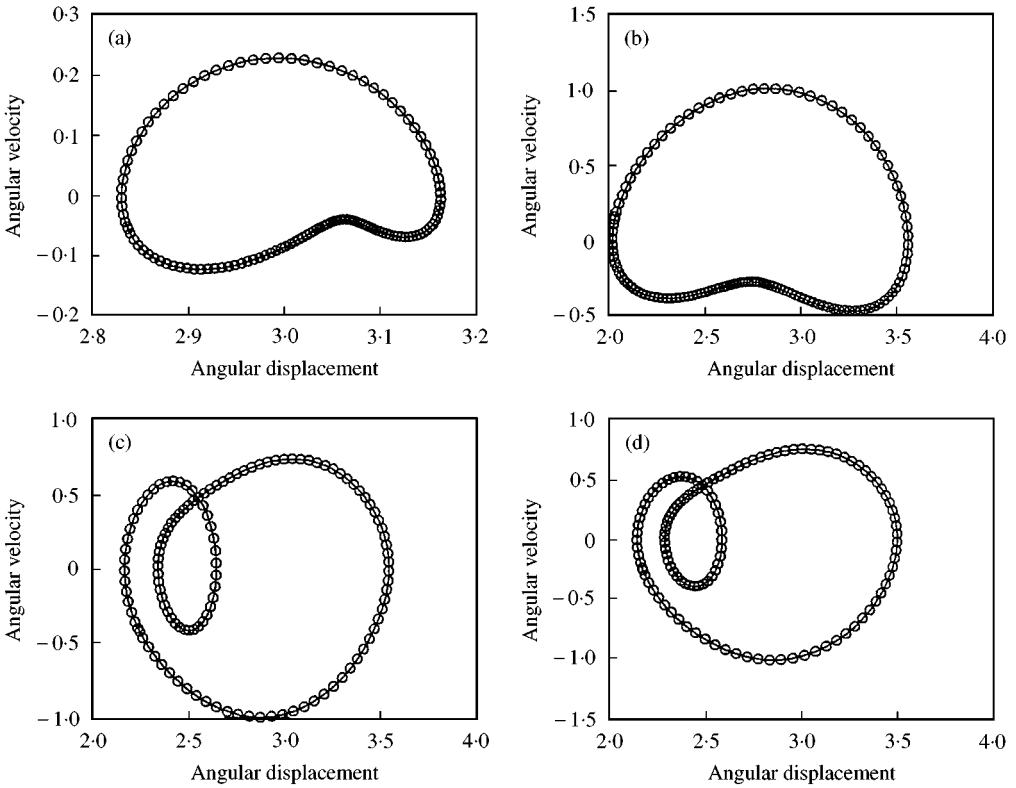 (a)
0·3
0·2
0·1
0
−0·1
−0·2
2·8 2·9 3·0 3·1 3·2
Angular velocity
Angular displacement
(b)
1·5
1·0
0·5
0
−0·5
2·0 2·5 3·0 3·5 4·0
Angular velocity
Angular displacement
(c)
1·0
0·5
0
−0·5
−1·0
2·0 2·5 3·0 3·5 4·0
Angular velocity
Angular displacement
(d)
1·0
0·5
0
−0·5
−1·0
−1·5
2·0 2·5 3·0 3·5 4·0
Angular velocity
Angular displacement